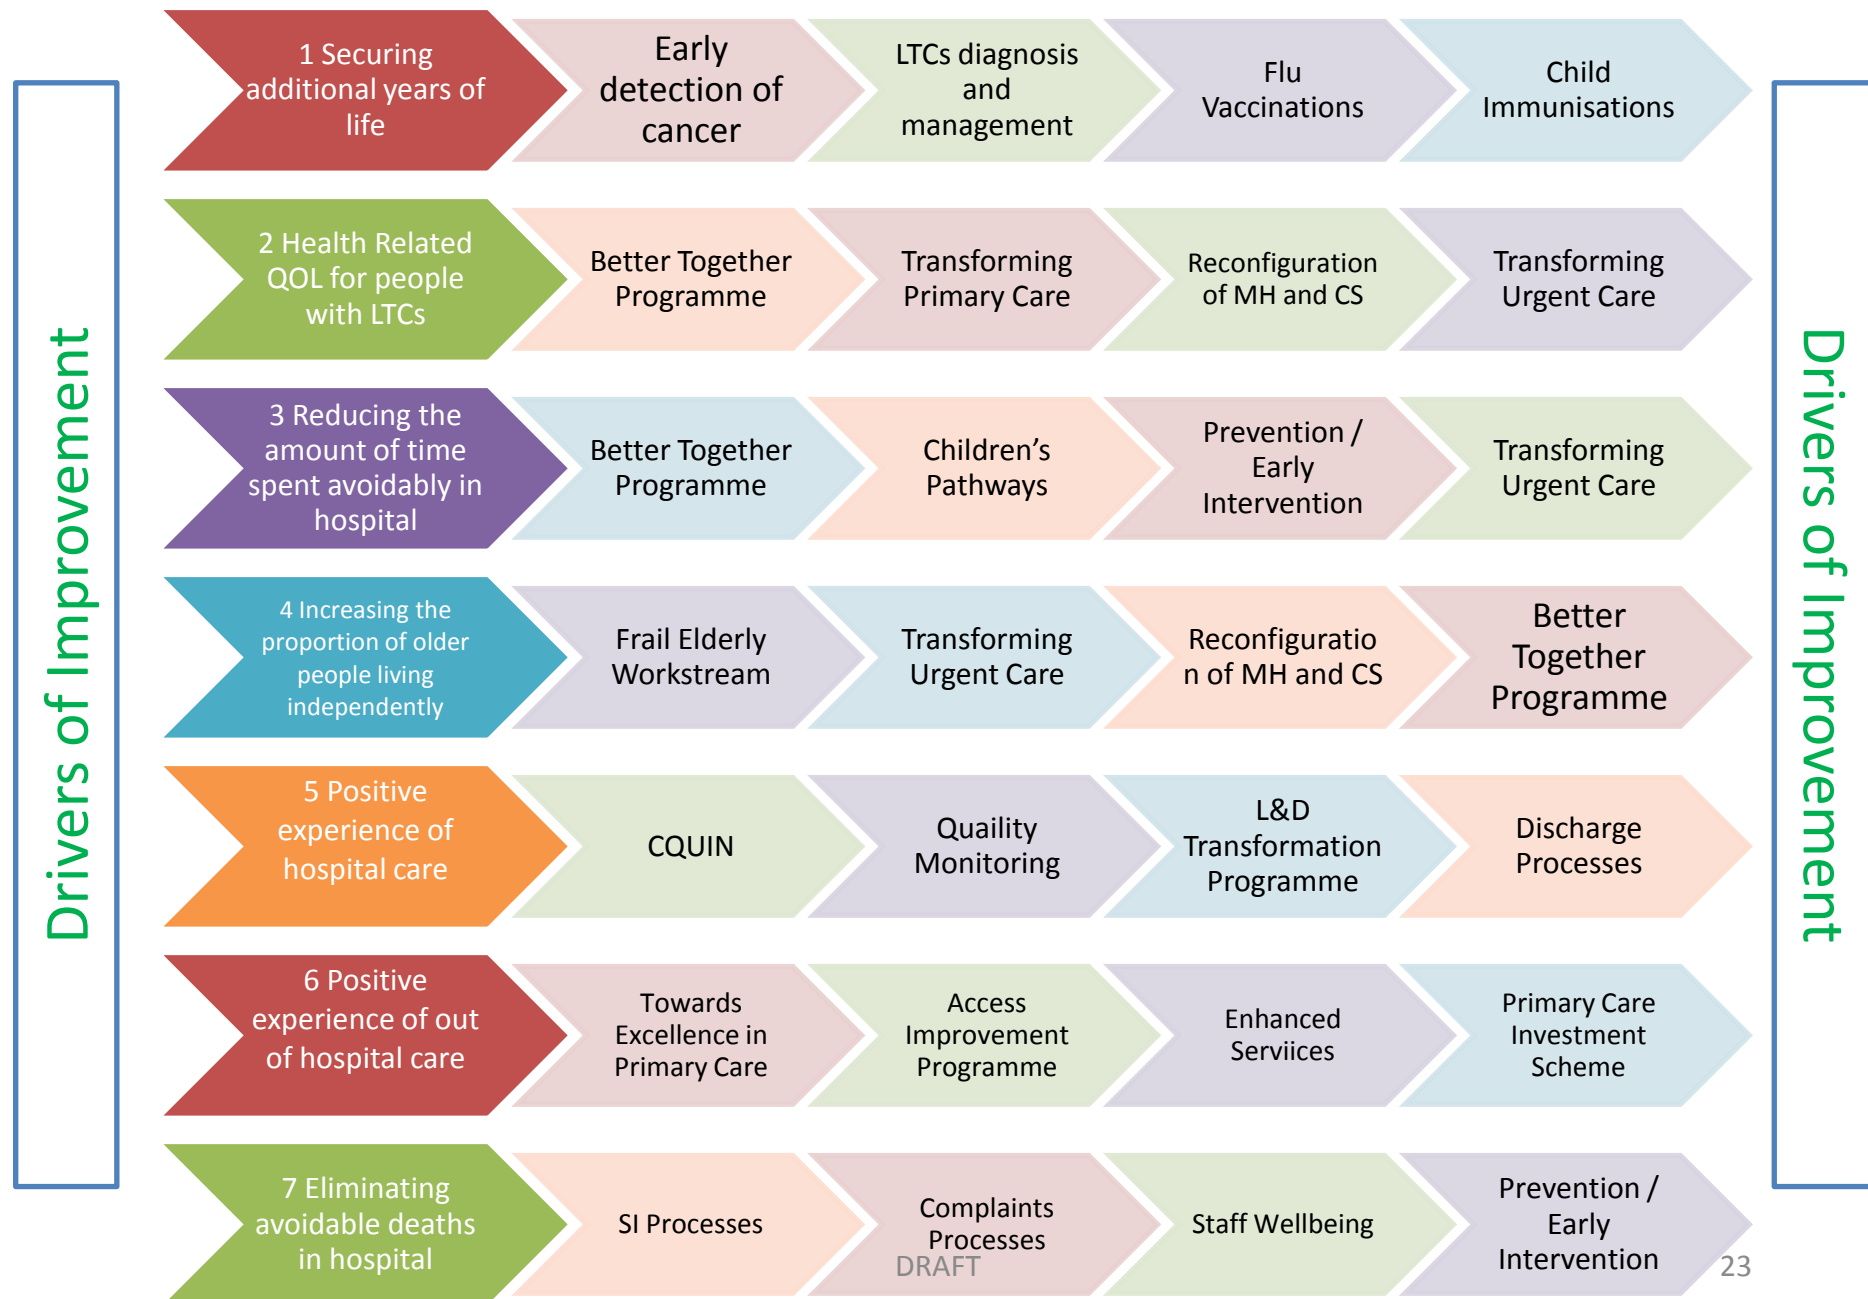 Drivers of Improvement
1 Securing
additional years of
life
Early
detection of
cancer
LTCs diagnosis
and
management
Flu
Vaccinations
Child
Immunisations
2 Health Related
QOL for people
with LTCs
Better Together
Programme
Transforming
Primary Care
Reconfiguration
of MH and CS
Transforming
Urgent Care
3 Reducing the
amount of time
spent avoidably in
hospital
Better Together
Programme
Children’s
Pathways
Prevention /
Early
Intervention
Transforming
Urgent Care
4 Increasing the
proportion of older
people living
independently
Frail Elderly
Workstream
Transforming
Urgent Care
Reconfiguratio
n of MH and CS
Better
Together
Programme
5 Positive
experience of
hospital care
CQUIN
Quaility
Monitoring
L&D
Transformation
Programme
Discharge
Processes
6 Positive
experience of out
of hospital care
Towards
Excellence in
Primary Care
Access
Improvement
Programme
Enhanced
Serviices
Primary Care
Investment
Scheme
7 Eliminating
avoidable deaths
in hospital
SI Processes
Complaints
Processes
Staff Wellbeing
Prevention /
Early
Intervention
Drivers of Improvement
DRAFT
23